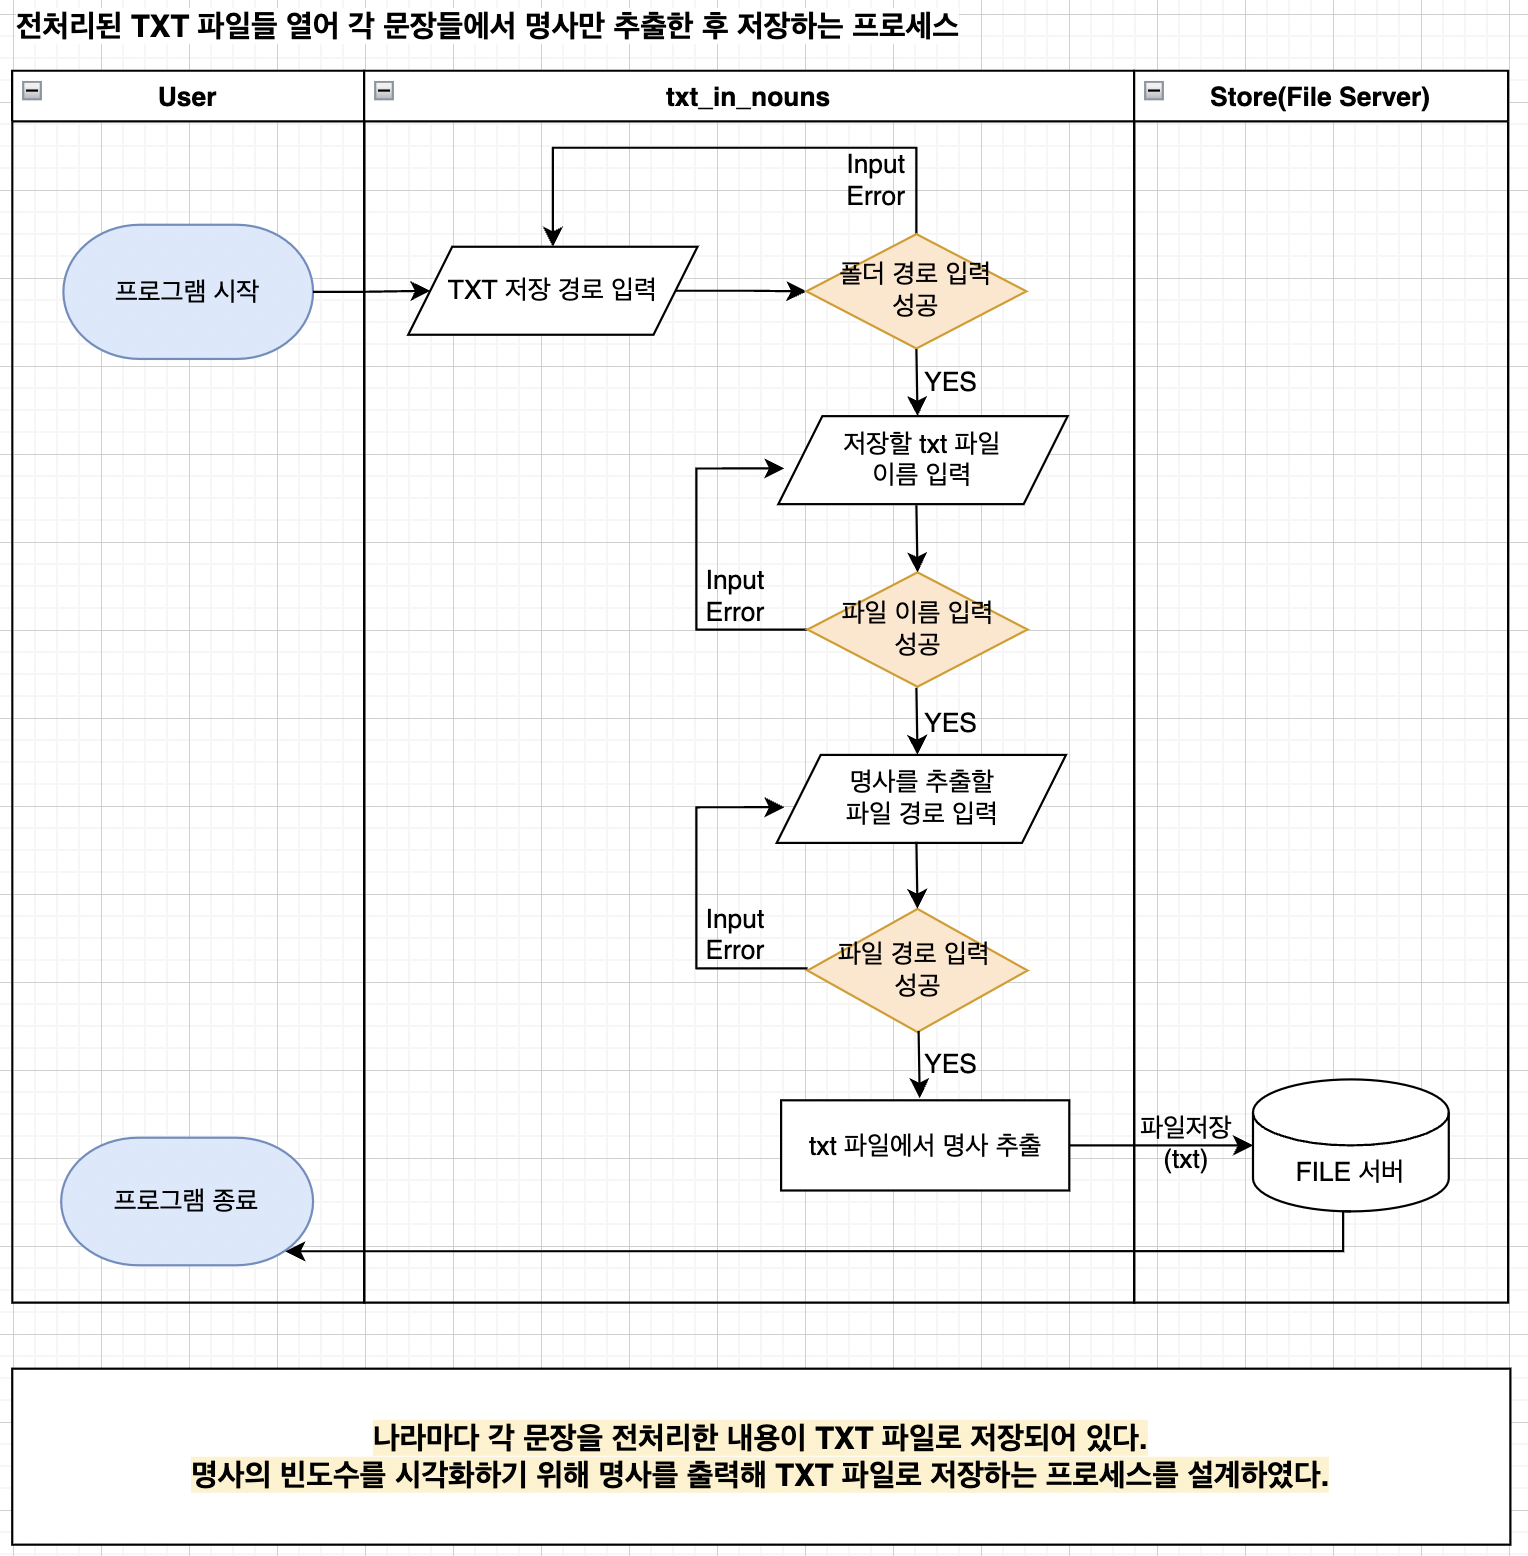 전처리된 TXT 파일들 열어 각 문장들에서 명사만 추출한 후 저장하는 프로세스
User
txt_in_nouns
Store(File Server)
Input
Error
프로그램 시작
TXT 저장 경로 입력
폴더 경로 입력
성공
YES
저장할 txt 파일
이름 입력
Input
Error
파일 이름 입력
성공
YES
명사를 추출할
파일 경로 입력
Input
Error
파일 경로 입력
성공
YES
txt 파일에서 명사 추출
파일저장
(txt)
FILE 서버
프로그램 종료
나라마다 각 문장을 전처리한 내용이 TXT 파일로 저장되어 있다.
명사의 빈도수를 시각화하기 위해 명사를 출력해 TXT 파일로 저장하는 프로세스를 설계하였다.